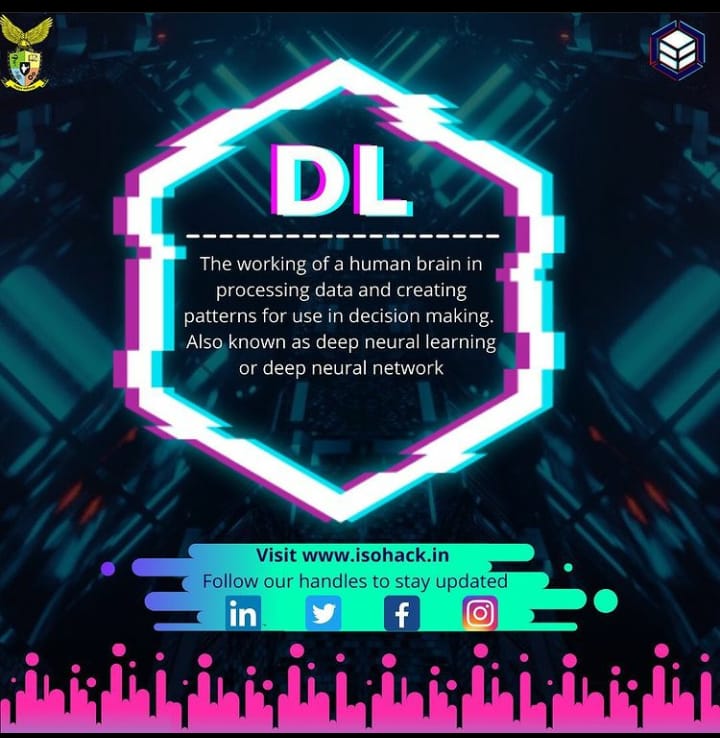 DL
The working of a human brain in
processing data and creating
patterns for use in decision making.
Also known as deep neural learning
or deep neural network
Visit www.isohack.in
Follow our handles to stay updated
in
f